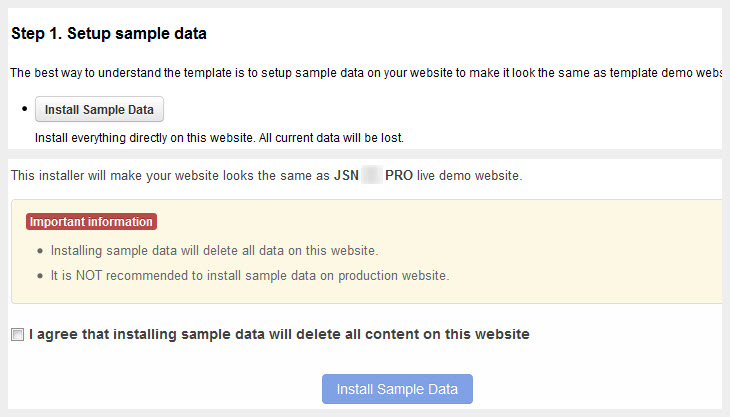 Step 1. Setup sample data
The best way to understand the template is to setup sample data on your website to make it look the same as template demo webs
Install Sample Data
Install everything directly on this website. All current data will be lost.
This installer will make your website looks the same as JSN PRO live demo website.
Important information
Installing sample data will delete all data on this website.
It is NOT recommended to install sample data on production website.
I agree that installing sample data will delete all content on this website
Install Sample Data